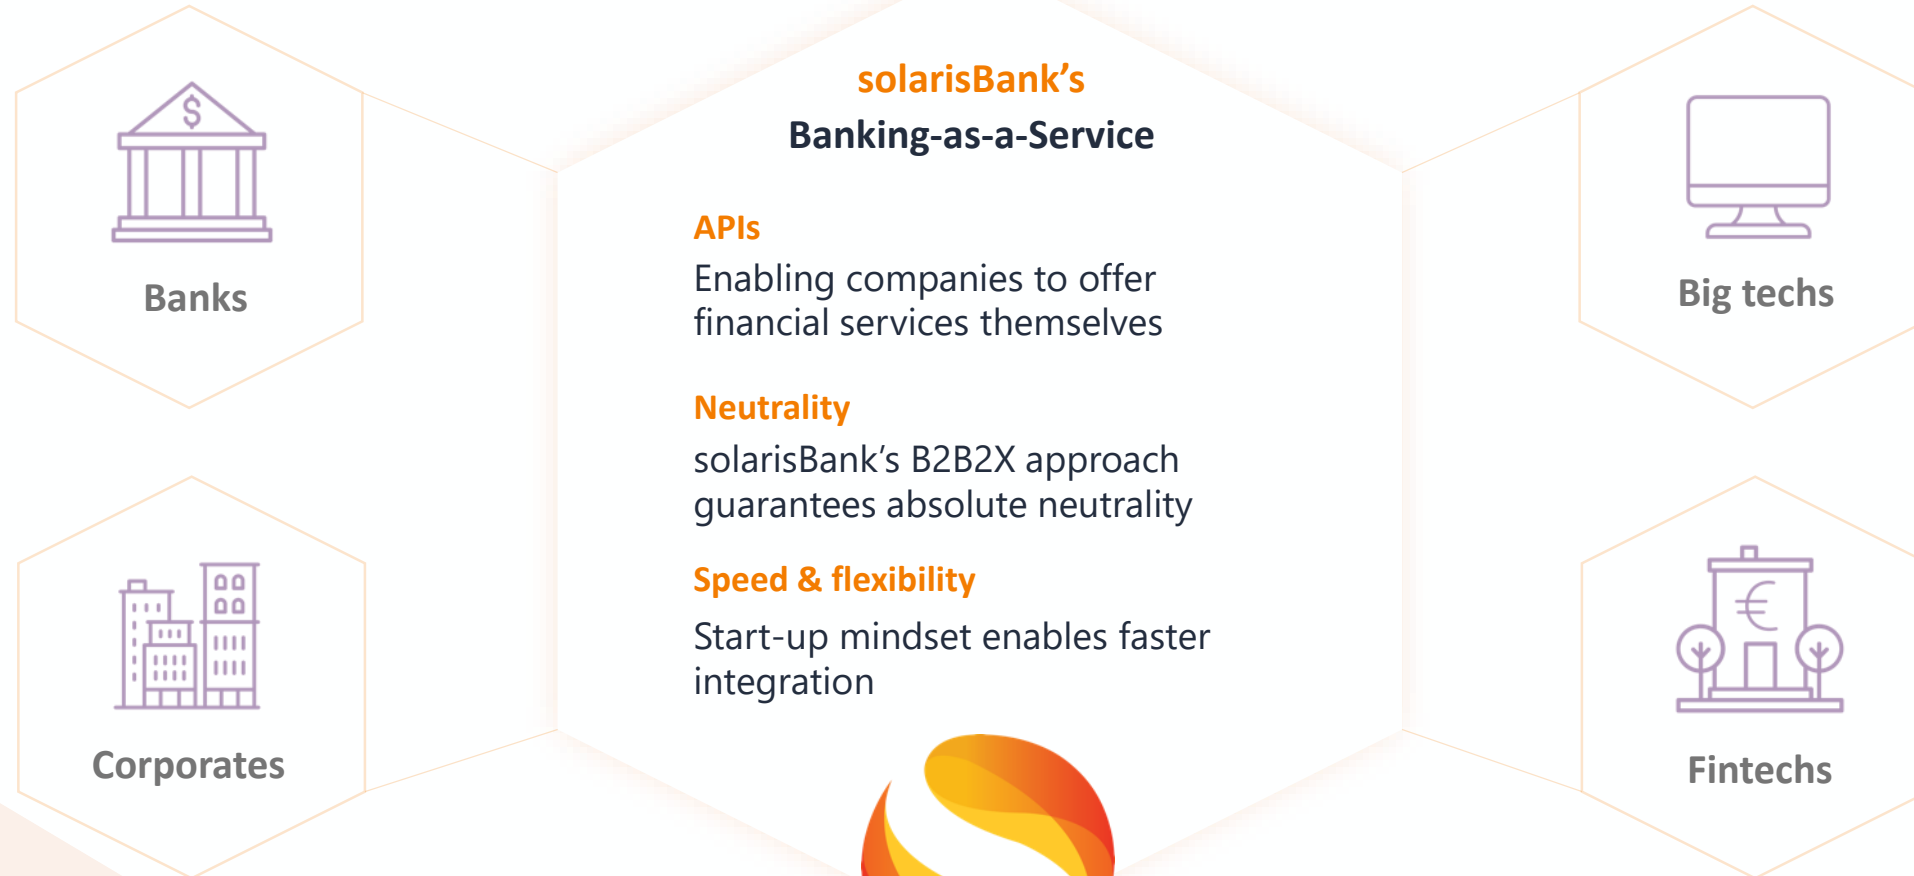 solarisBank’s
Banking-as-a-Service
APIs
Enabling companies to offer
financial services themselves
Neutrality
solarisBank’s B2B2X approach
guarantees absolute neutrality
Speed & flexibility
Start-up mindset enables faster
integration
$
Banks
Corporates
Big techs
€
Fintechs